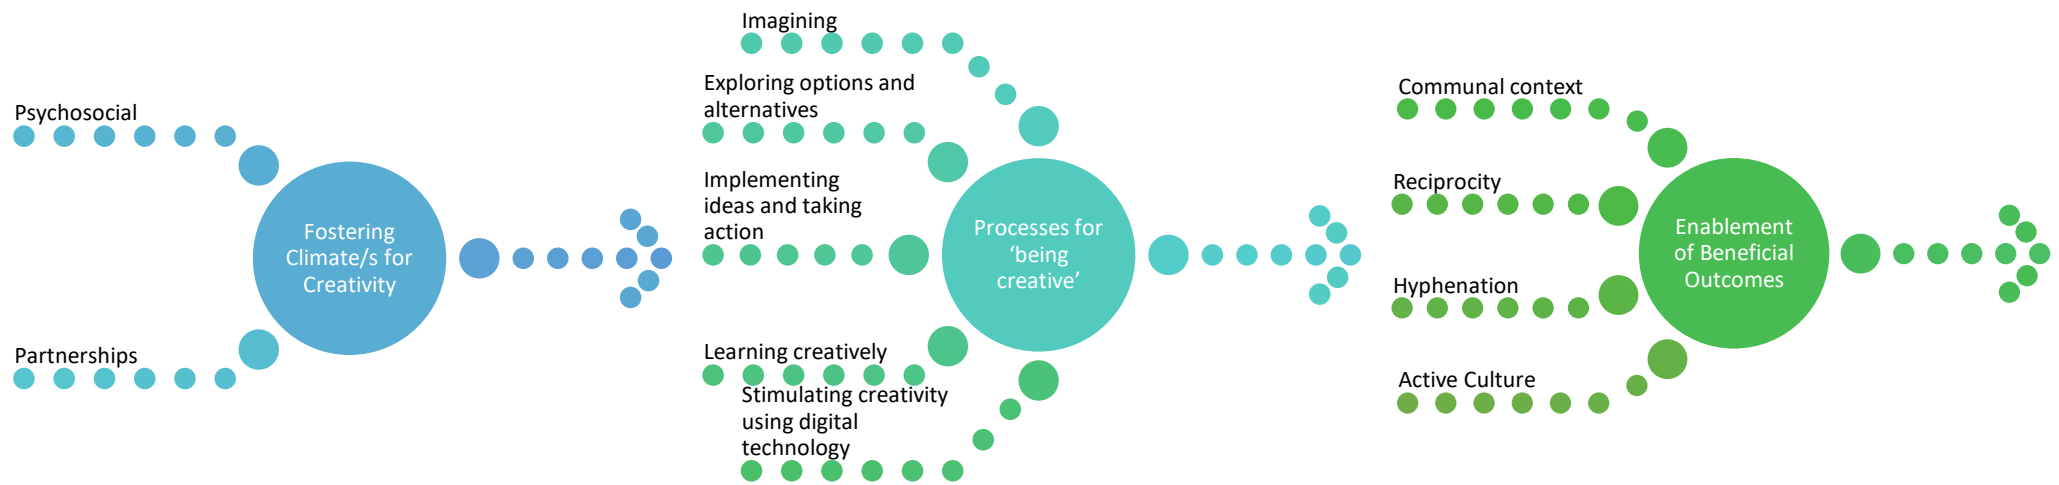 Psychosocial
Partnerships
Fostering
Climate/s for
Creativity
Imagining
Exploring options and
alternatives
Implementing
ideas and taking
action
Learning creatively
Stimulating creativity
using digital
technology
Processes for
‘being
creative’
Communal context
Reciprocity
Hyphenation
Active Culture
Enablement
of Beneficial
Outcomes